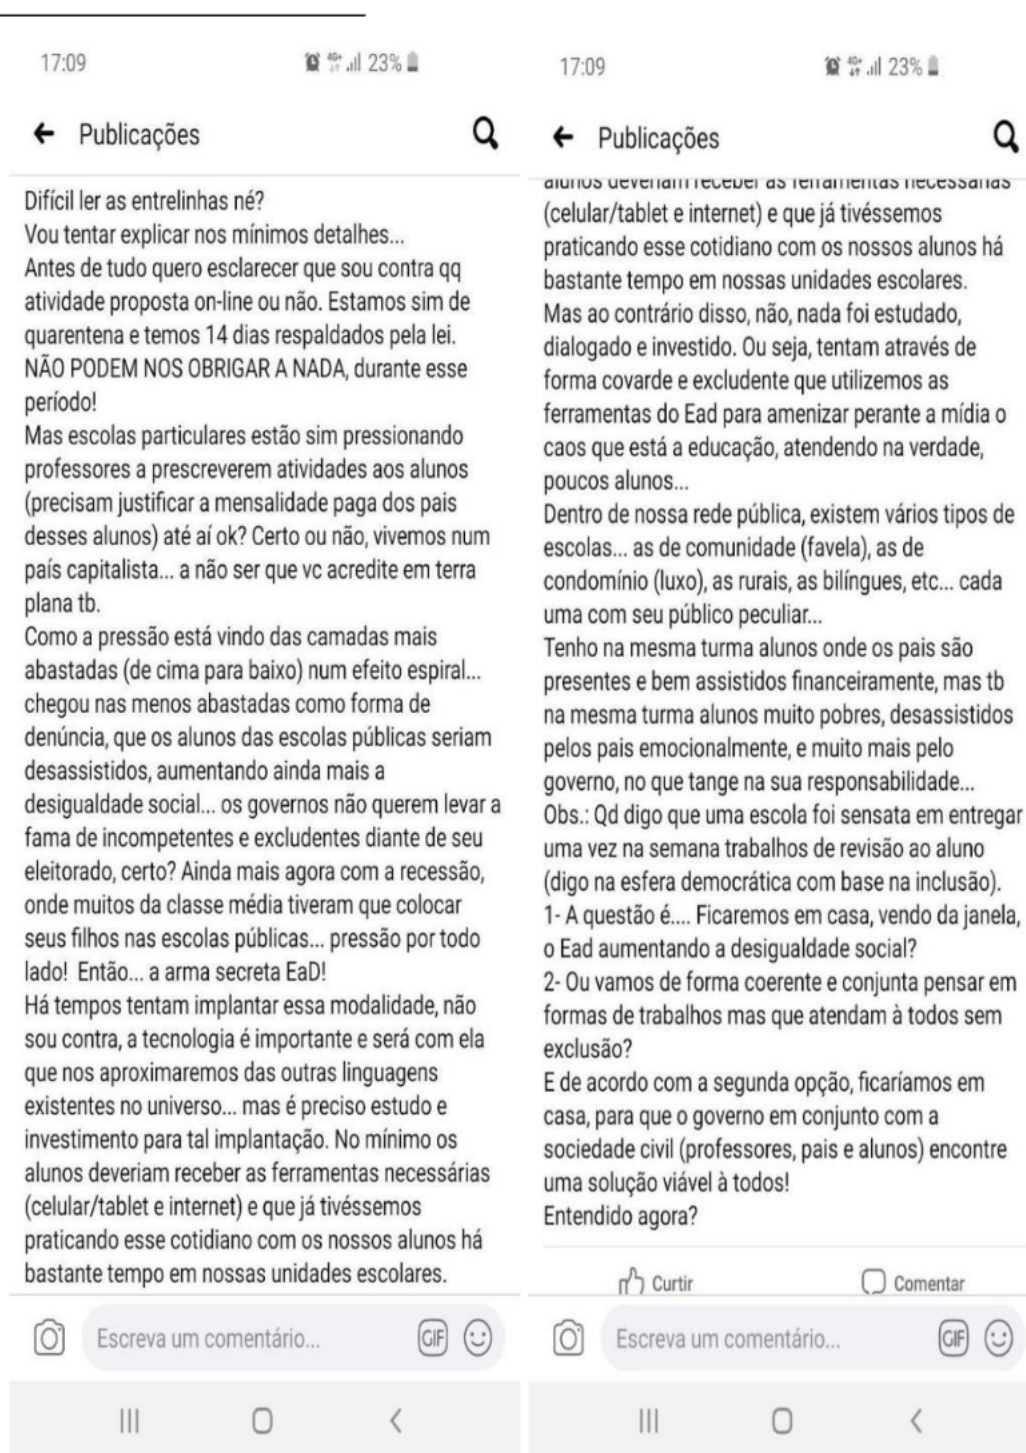 17:09
4G+ 23%
Publicações
Difícil ler as entrelinhas né?
Vou tentar explicar nos mínimos detalhes...
Antes de tudo quero esclarecer que sou contra qq
atividade proposta on-line ou não. Estamos sim de
quarentena e temos 14 dias respaldados pela lei.
NÃO PODEM NOS OBRIGAR A NADA, durante esse
período!
Mas escolas particulares estão sim pressionando
professores a prescreverem atividades aos alunos
(precisam justificar a mensalidade paga dos pais
desses alunos) até aí ok? Certo ou não, vivemos num
país capitalista... a não ser que vc acredite em terra
plana tb.
Como a pressão está vindo das camadas mais
abastadas (de cima para baixo) num efeito espiral...
chegou nas menos abastadas como forma de
denúncia, que os alunos das escolas públicas seriam
desassistidos, aumentando ainda mais a
desigualdade social... os governos não querem levar a
fama de incompetentes e excludentes diante de seu
eleitorado, certo? Ainda mais agora com a recessão,
onde muitos da classe média tiveram que colocar
seus filhos nas escolas públicas... pressão por todo
lado! Então... a arma secreta EaD!
Há tempos tentam implantar essa modalidade, não
sou contra, a tecnologia é importante e será com ela
que nos aproximaremos das outras linguagens
existentes no universo... mas é preciso estudo e
investimento para tal implantação. No mínimo os
alunos deveriam receber as ferramentas necessárias
(celular/tablet e internet) e que já tivéssemos
praticando esse cotidiano com os nossos alunos há
bastante tempo em nossas unidades escolares.
Escreva um comentário...
GIF
17:09
4G+ 23%
Publicações
alunos deveriam receber as ferramentas necessárias
(celular/tablet e internet) e que já tivéssemos
praticando esse cotidiano com os nossos alunos há
bastante tempo em nossas unidades escolares.
Mas ao contrário disso, não, nada foi estudado,
dialogado e investido. Ou seja, tentam através de
forma covarde e excludente que utilizemos as
ferramentas do Ead para amenizar perante a mídia o
caos que está a educação, atendendo na verdade,
poucos alunos...
Dentro de nossa rede pública, existem vários tipos de
escolas... as de comunidade (favela), as de
condomínio (luxo), as rurais, as bilíngues, etc... cada
uma com seu público peculiar...
Tenho na mesma turma alunos onde os pais são
presentes e bem assistidos financeiramente, mas tb
na mesma turma alunos muito pobres, desassistidos
pelos pais emocionalmente, e muito mais pelo
governo, no que tange na sua responsabilidade...
Obs.: Qd digo que uma escola foi sensata em entregar
uma vez na semana trabalhos de revisão ao aluno
(digo na esfera democrática com base na inclusão).
1- A questão é.... Ficaremos em casa, vendo da janela,
o Ead aumentando a desigualdade social?
2- Ou vamos de forma coerente e conjunta pensar em
formas de trabalhos mas que atendam à todos sem
exclusão?
E de acordo com a segunda opção, ficaríamos em
casa, para que o governo em conjunto com a
sociedade civil (professores, pais e alunos) encontre
uma solução viável à todos!
Entendido agora?
Curtir
Comentar
Escreva um comentário...
GIF